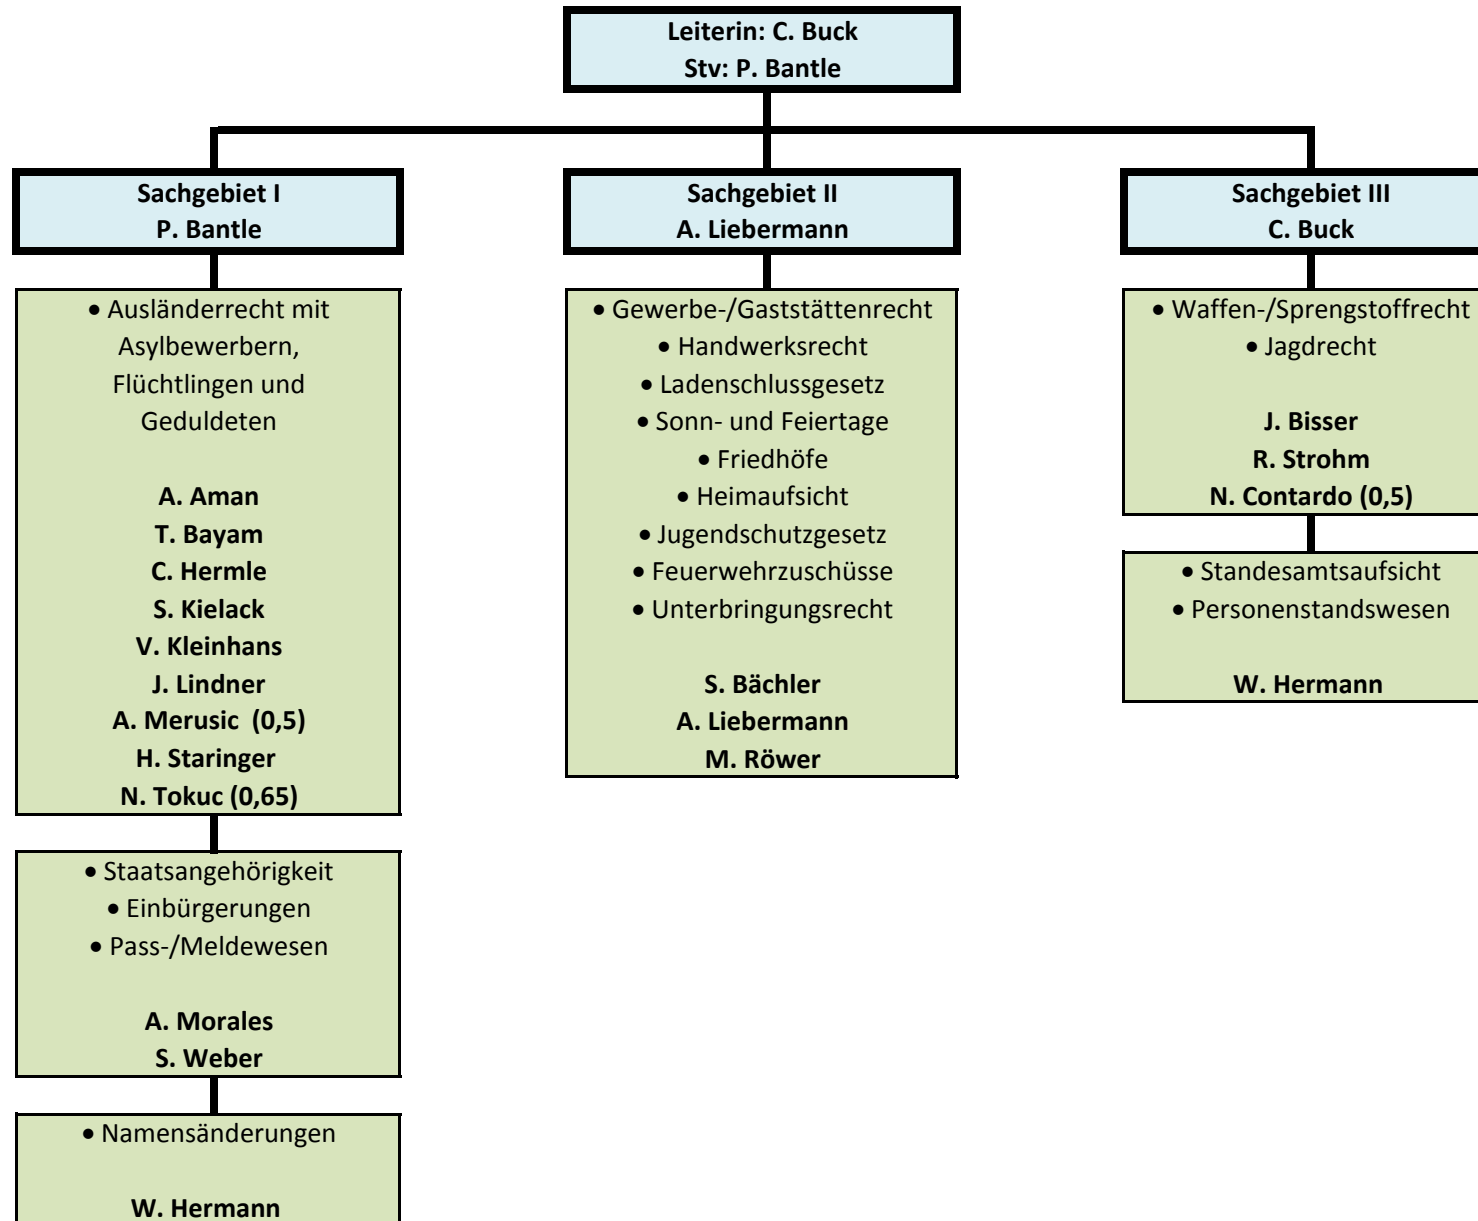 Leiterin: C. Buck
Stv: P. Bantle
Sachgebiet I
P. Bantle
• Ausländerrecht mit
Asylbewerbern,
Flüchtlingen und
Geduldeten
A. Aman
T. Bayam
C. Hermle
S. Kielack
V. Kleinhans
J. Lindner
A. Merusic (0,5)
H. Staringer
N. Tokuc (0,65)
• Staatsangehörigkeit
• Einbürgerungen
• Pass-/Meldewesen
A. Morales
S. Weber
• Namensänderungen
W. Hermann
Sachgebiet II
A. Liebermann
• Gewerbe-/Gaststättenrecht
• Handwerksrecht
• Ladenschlussgesetz
• Sonn- und Feiertage
• Friedhöfe
• Heimaufsicht
• Jugendschutzgesetz
• Feuerwehrzuschüsse
• Unterbringungsrecht
S. Bächler
A. Liebermann
M. Röwer
Sachgebiet III
C. Buck
• Waffen-/Sprengstoffrecht
• Jagdrecht
J. Bisser
R. Strohm
N. Contardo (0,5)
• Standesamtsaufsicht
• Personenstandswesen
W. Hermann